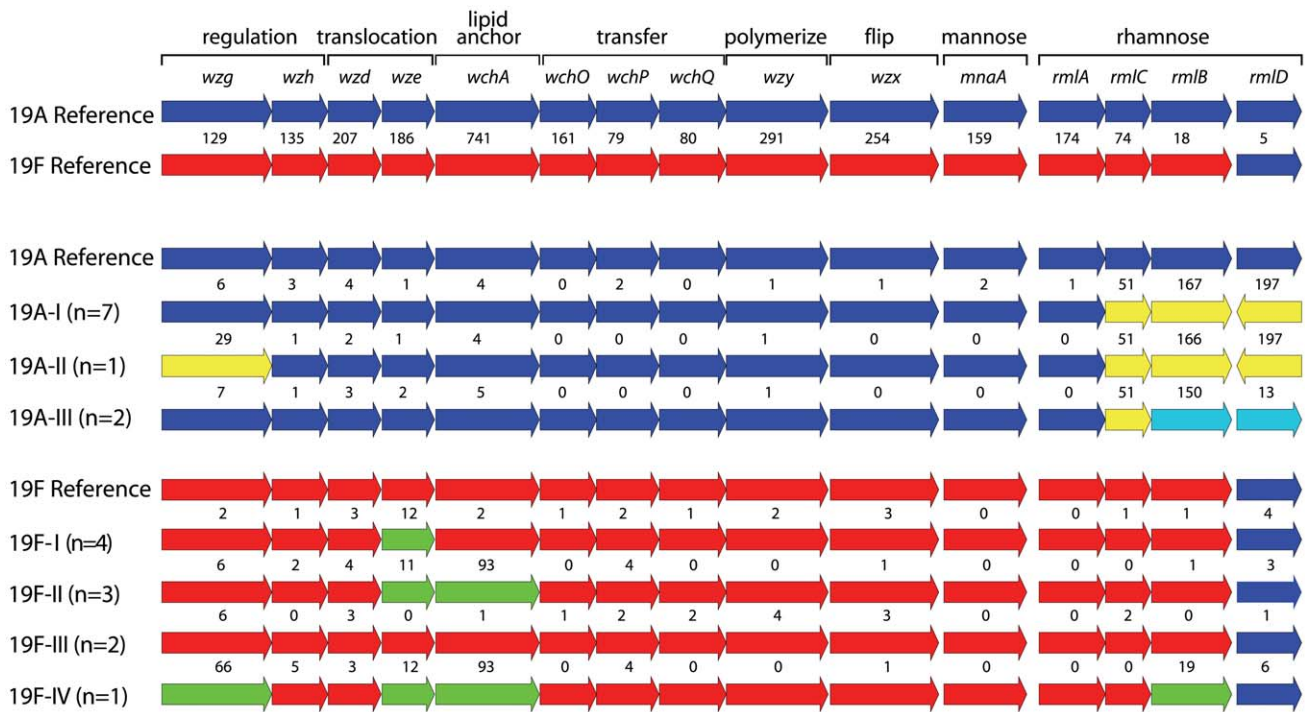 regulation translocation lipid anchor transfer polymerize flip mannose rhamnose
wzg wzh wzd wze wchA wchO wchP wchQ wzy wzx mnaA rmlA rmlC rmlB rmlD
19A Reference
129 135 207 186 741 161 79 80 291 254 159 174 74 18 5
19F Reference
19A Reference
6 3 4 1 4 0 2 0 1 1 2 1 51 167 197
19A-I (n=7)
29 1 2 1 4 0 0 0 1 0 0 0 51 166 197
19A-II (n=1)
7 1 3 2 5 0 0 0 1 0 0 0 51 150 13
19A-III (n=2)
19F Reference
2 1 3 12 2 1 2 1 2 3 0 0 1 1 4
19F-I (n=4)
6 2 4 11 93 0 4 0 0 1 0 0 0 1 3
19F-II (n=3)
6 0 3 0 1 1 2 2 4 3 0 0 2 0 1
19F-III (n=2)
66 5 3 12 93 0 4 0 0 1 0 0 0 19 6
19F-IV (n=1)